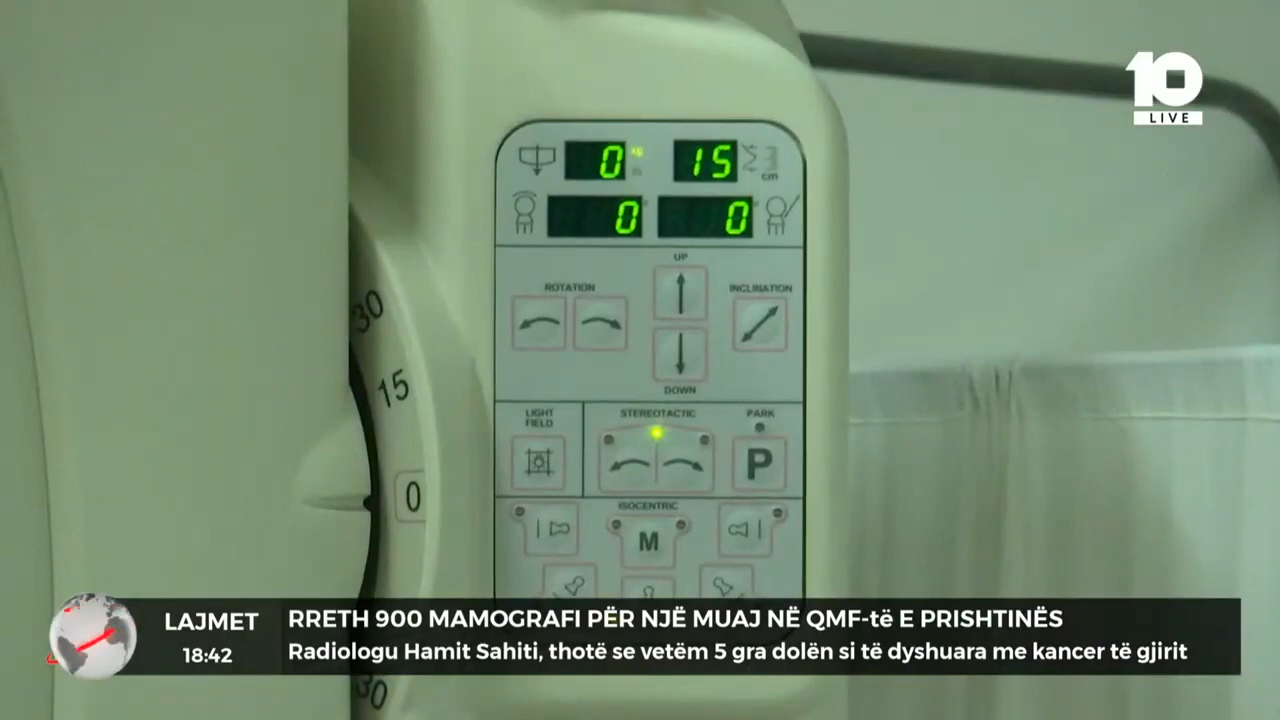 10
LIVE
0 kg
15 cm
0° 0°
UP
ROTATION
INCLINATION
30
15
DOWN
LIGHT
FIELD
STEREOTACTIC
PARK
P
0
ISOCENTRIC
M
LAJMET
18:42
RRETH 900 MAMOGRAFI PËR NJË MUAJ NË QMF-të E PRISHTINËS
Radiologu Hamit Sahiti, thotë se vetëm 5 gra dolën si të dyshuara me kancer të gjirit
30